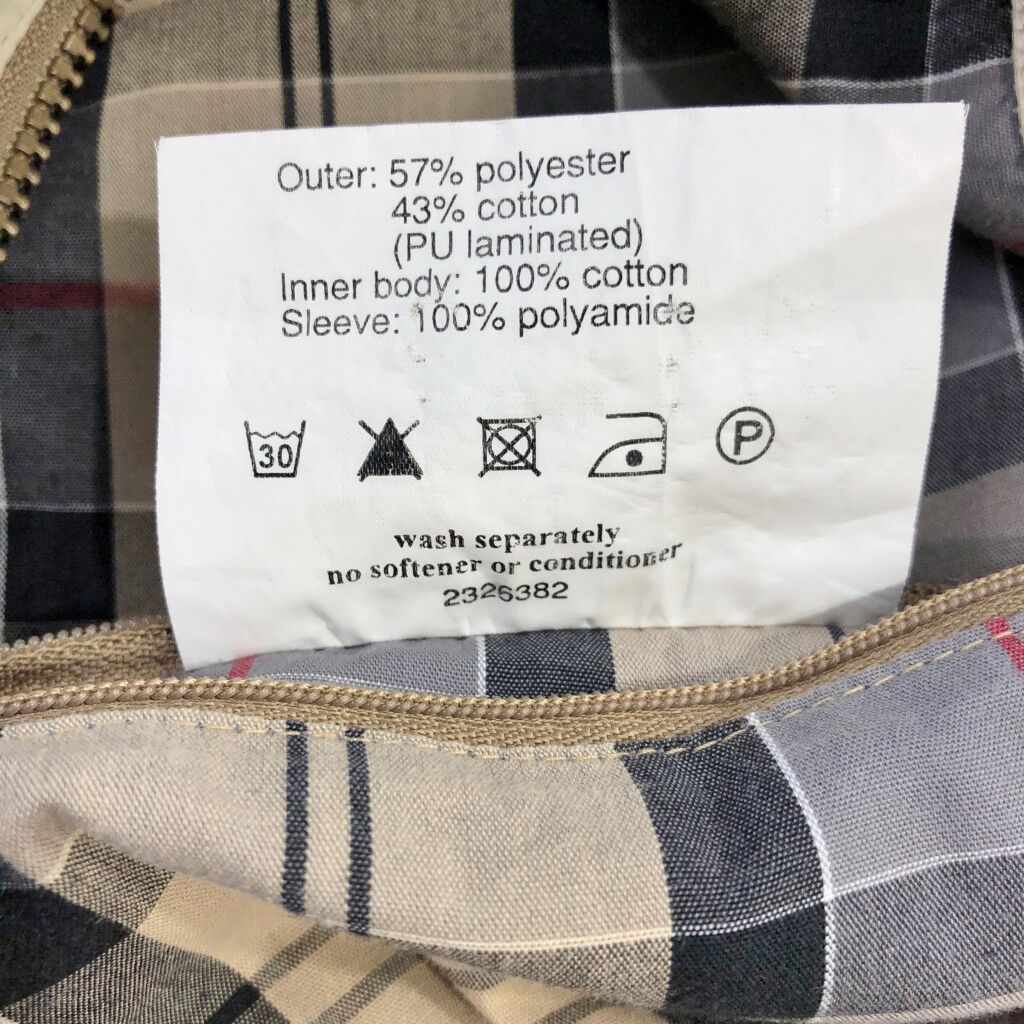 Outer: 57% polyester
43% cotton
(PU laminated)
Inner body: 100% cotton
Sleeve: 100% polyamide
30 P
wash separately
no softener or conditioner
2326382